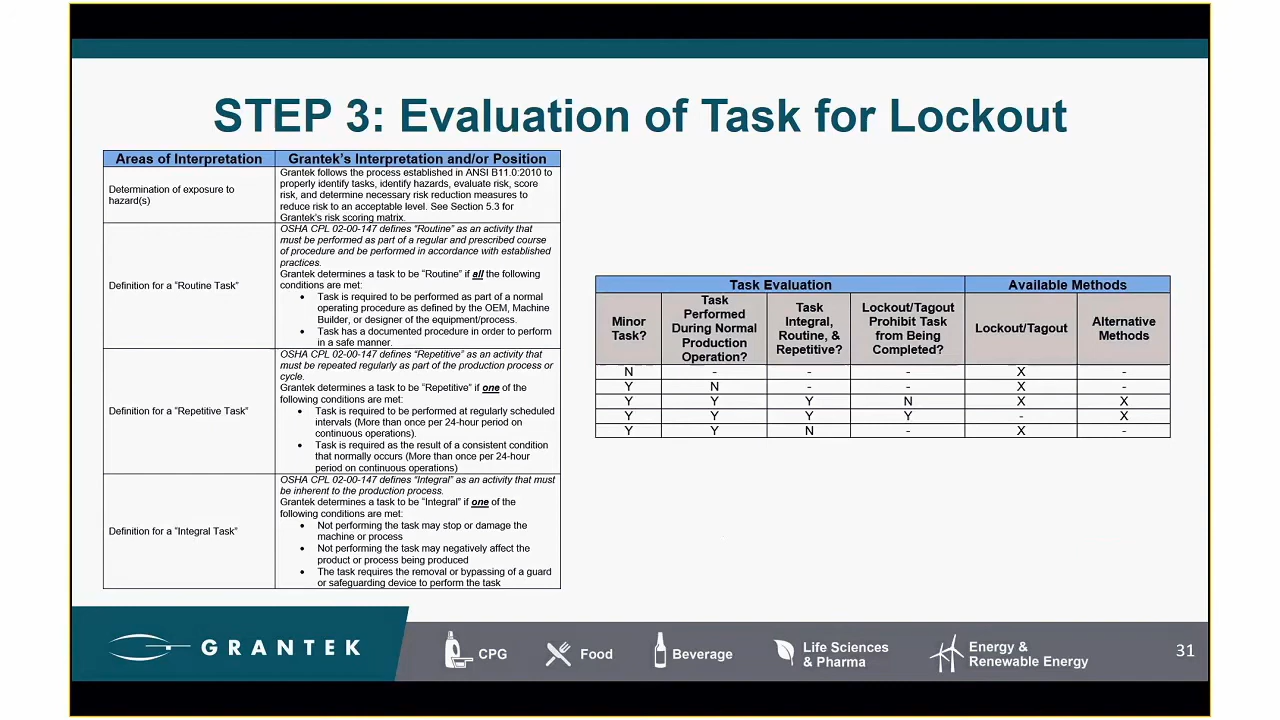 STEP 3: Evaluation of Task for Lockout
Areas of Interpretation
Grantek's Interpretation and/or Position
Determination of exposure to
hazard(s)
Grantek follows the process established in ANSI B11.0:2010 to
properly identify tasks, identify hazards, evaluate risk, score
risk, and determine necessary risk reduction measures to
reduce risk to an acceptable level. See Section 5.3 for
Grantek's risk scoring matrix.
Definition for a "Routine Task"
OSHA CPL 02-00-147 defines "Routine" as an activity that
must be performed as part of a regular and prescribed course
of procedure and be performed in accordance with established
practices.
Grantek determines a task to be "Routine" if all the following
conditions are met:
• Task is required to be performed as part of a normal
operating procedure as defined by the OEM, Machine
Builder, or designer of the equipment/process.
• Task has a documented procedure in order to perform
in a safe manner.
Definition for a "Repetitive Task"
OSHA CPL 02-00-147 defines "Repetitive" as an activity that
must be repeated regularly as part of the production process or
cycle.
Grantek determines a task to be "Repetitive" if one of the
following conditions are met:
• Task is required to be performed at regularly scheduled
intervals (More than once per 24-hour period on
continuous operations).
• Task is required as the result of a consistent condition
that normally occurs (More than once per 24-hour
period on continuous operations)
Definition for a "Integral Task"
OSHA CPL 02-00-147 defines "Integral" as an activity that must
be inherent to the production process.
Grantek determines a task to be "Integral" if one of the
following conditions are met:
• Not performing the task may stop or damage the
machine or process
• Not performing the task may negatively affect the
product or process being produced
• The task requires the removal or bypassing of a guard
or safeguarding device to perform the task
Task Evaluation
Available Methods
Minor
Task?
Task
Performed
During Normal
Production
Operation?
Task
Integral,
Routine, &
Repetitive?
Lockout/Tagout
Prohibit Task
from Being
Completed?
Lockout/Tagout
Alternative
Methods
N - - - X -
Y N - - X -
Y Y Y N X X
Y Y Y Y - X
Y Y N - X -
GRANTEK
CPG
Food
Beverage
Life Sciences
& Pharma
Energy &
Renewable Energy
31